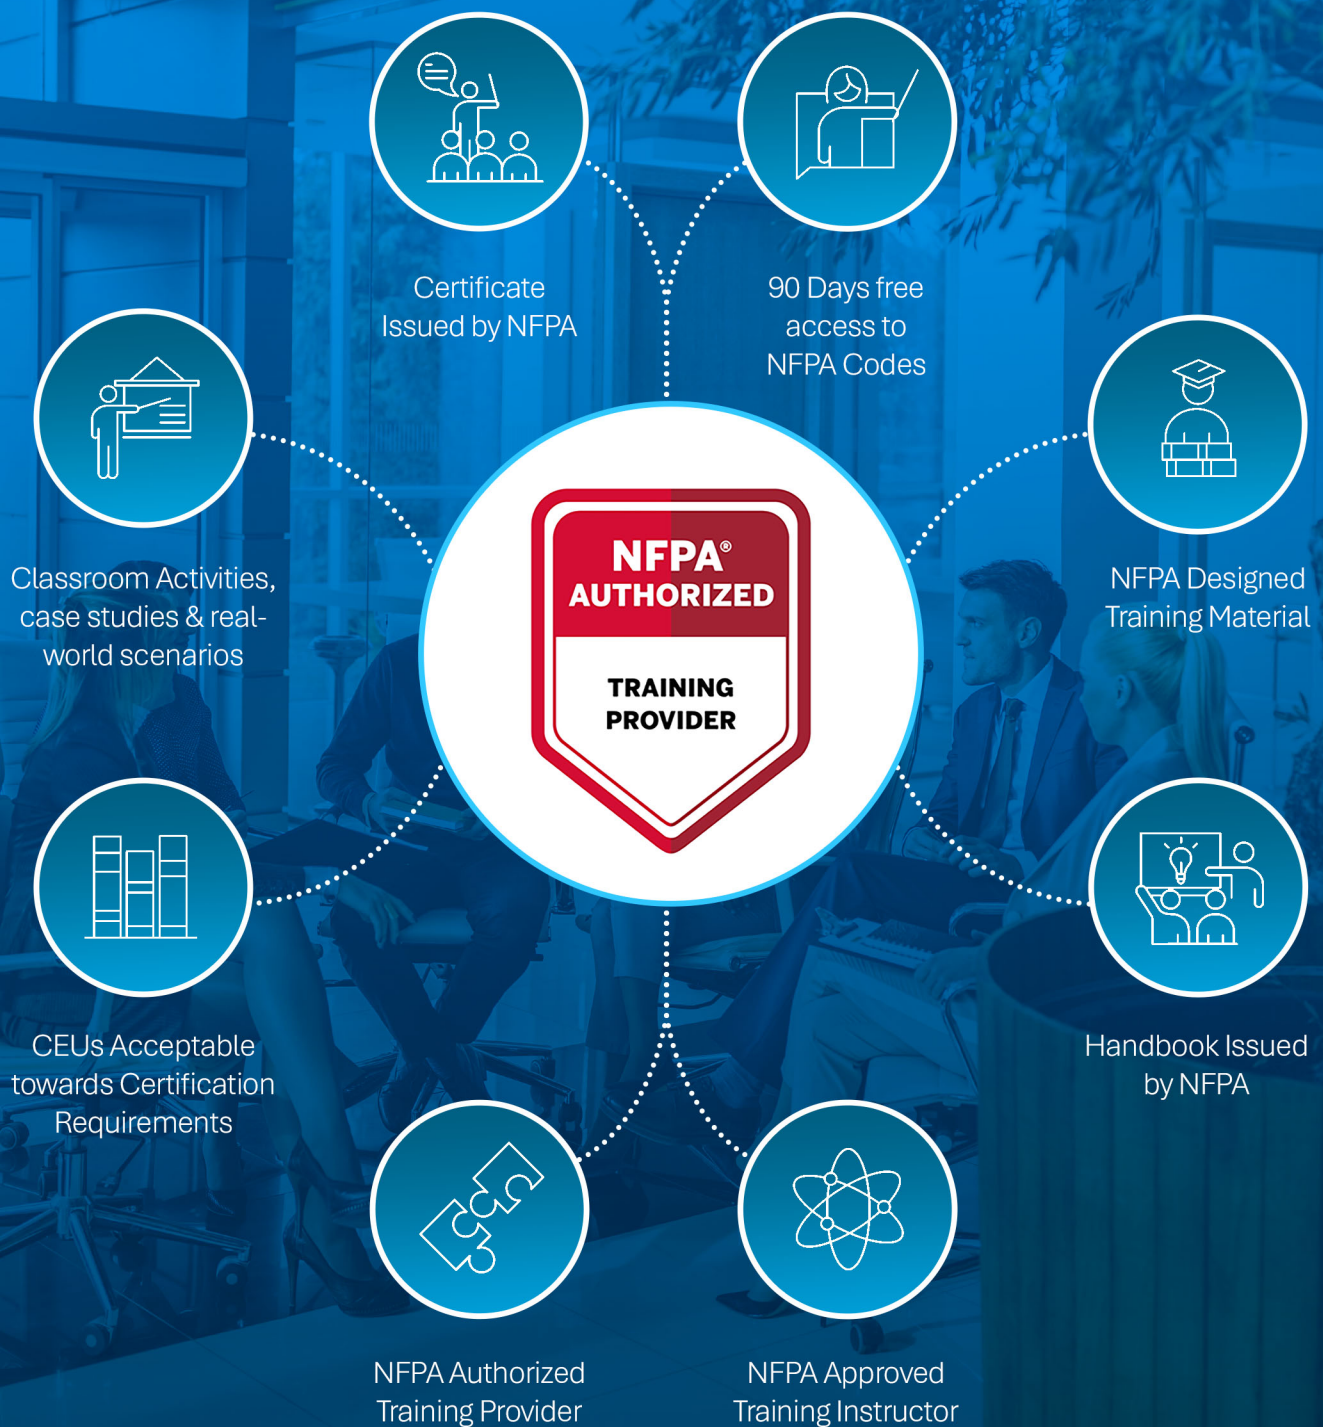 Certificate
Issued by NFPA
90 Days free
access to
NFPA Codes
Classroom Activities,
case studies & real-
world scenarios
NFPA®
AUTHORIZED
TRAINING
PROVIDER
NFPA Designed
Training Material
CEUs Acceptable
towards Certification
Requirements
Handbook Issued
by NFPA
NFPA Authorized
Training Provider
NFPA Approved
Training Instructor